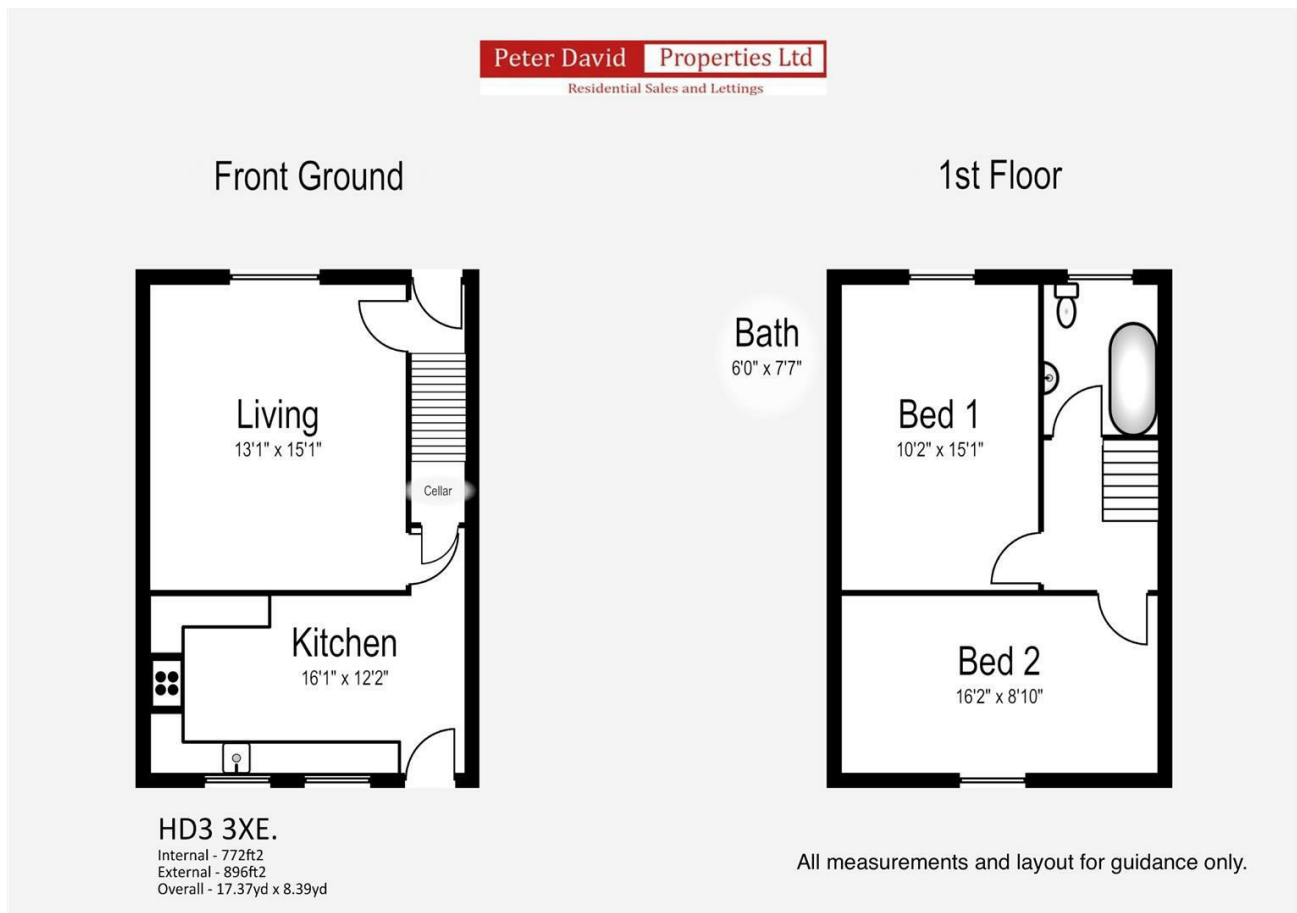 Peter David Properties Ltd
Residential Sales and Lettings
Front Ground
1st Floor
Living
13'1" x 15'1"
Cellar
Kitchen
16'1" x 12'2"
Bath
6'0" x 7'7"
Bed 1
10'2" x 15'1"
Bed 2
16'2" x 8'10"
HD3 3XE.
Internal - 772ft2
External - 896ft2
Overall - 17.37yd x 8.39yd
All measurements and layout for guidance only.